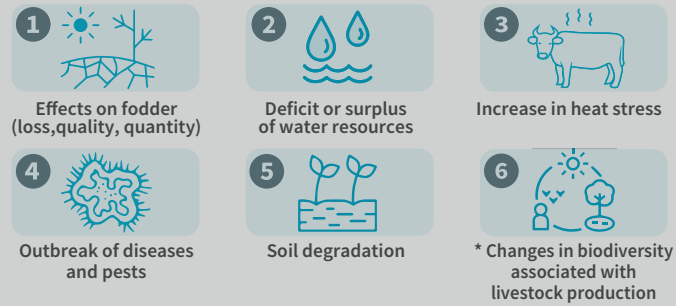 1
Effects on fodder
(loss,quality, quantity)
2
Deficit or surplus
of water resources
3
Increase in heat stress
4
Outbreak of diseases
and pests
5
Soil degradation
6
* Changes in biodiversity
associated with
livestock production